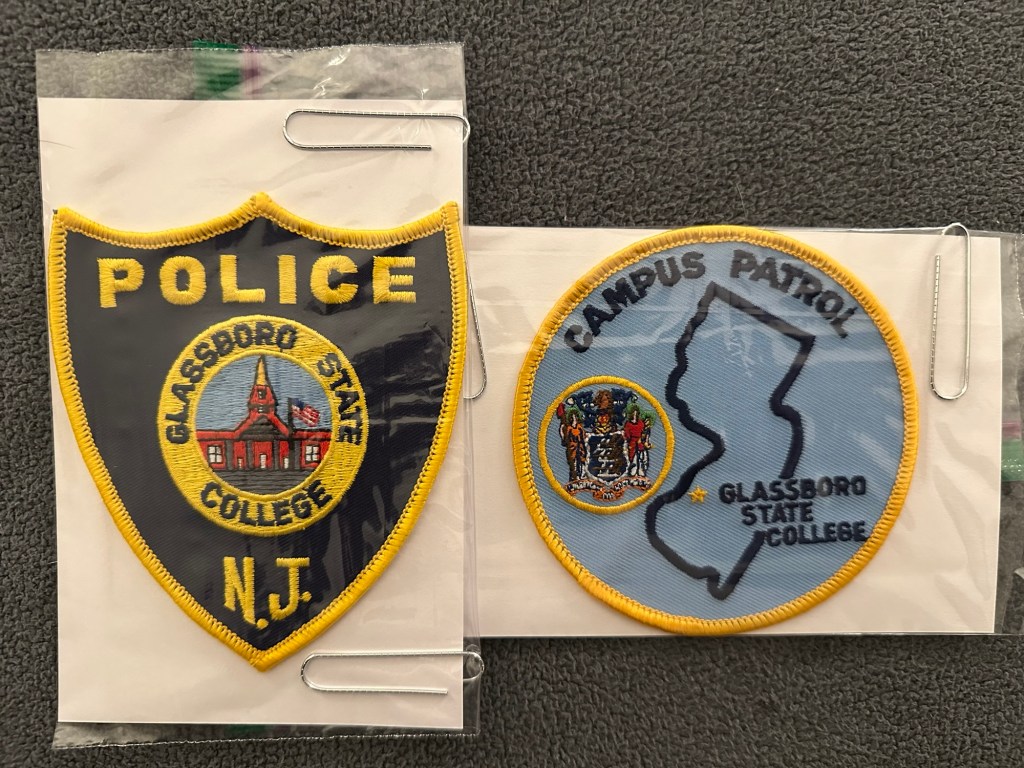 POLICE
GLASSBORO STATE
COLLEGE
N.J.
CAMPUS PATROL
GLASSBORO
STATE
COLLEGE